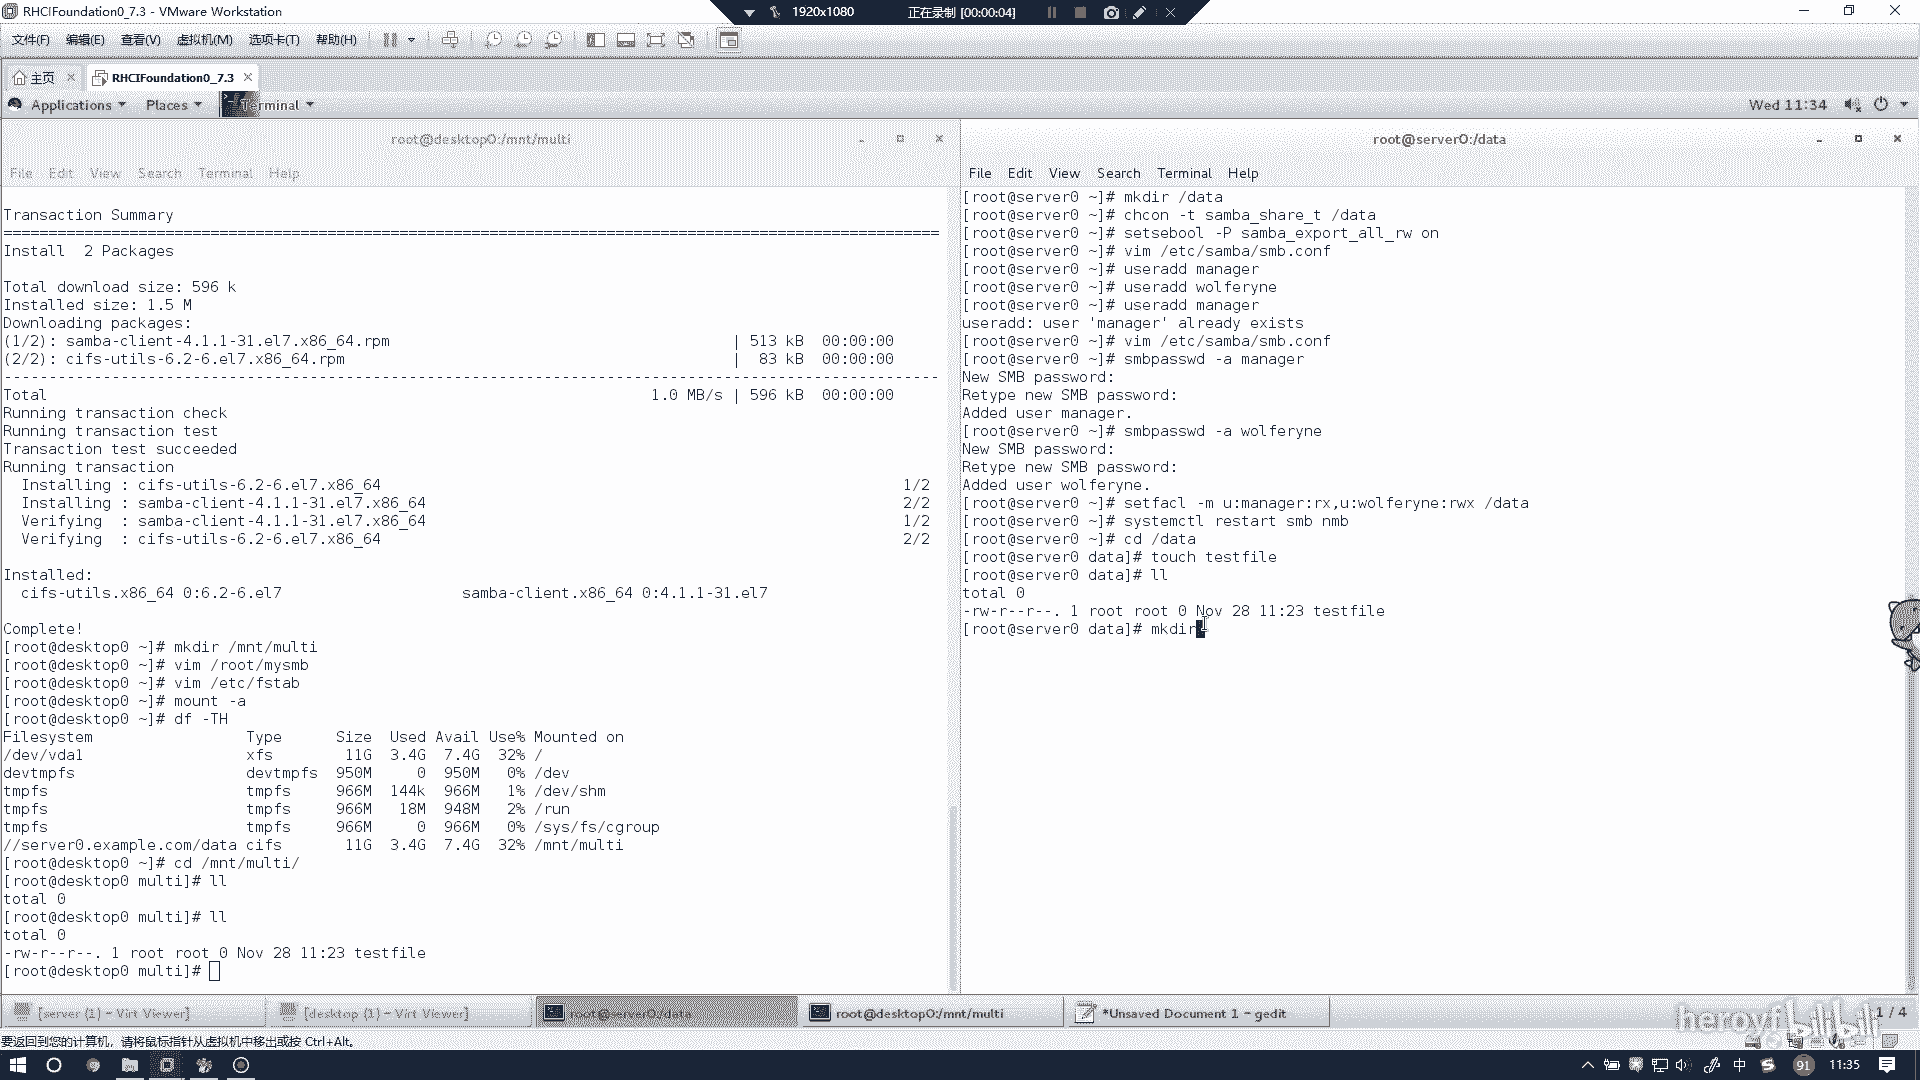 RHCIFoundation0_7.3 - VMware Workstation
1920x1080 正在录制 [00:00:04]
文件(F) 编辑(E) 查看(V) 虚拟机(M) 选项卡(T) 帮助(H)
主页 RHCIFoundation0_7.3
Applications Places Terminal Wed 11:34
root@desktop0:/mnt/multi
File Edit View Search Terminal Help
Transaction Summary
================================================================================
Install  2 Packages
Total download size: 596 k
Installed size: 1.5 M
Downloading packages:
(1/2): samba-client-4.1.1-31.el7.x86_64.rpm | 513 kB  00:00:00
(2/2): cifs-utils-6.2-6.el7.x86_64.rpm |  83 kB  00:00:00
--------------------------------------------------------------------------------
Total 1.0 MB/s | 596 kB  00:00:00
Running transaction check
Running transaction test
Transaction test succeeded
Running transaction
  Installing : cifs-utils-6.2-6.el7.x86_64 1/2
  Installing : samba-client-4.1.1-31.el7.x86_64 2/2
  Verifying  : samba-client-4.1.1-31.el7.x86_64 1/2
  Verifying  : cifs-utils-6.2-6.el7.x86_64 2/2
Installed:
  cifs-utils.x86_64 0:6.2-6.el7 samba-client.x86_64 0:4.1.1-31.el7
Complete!
[root@desktop0 ~]# mkdir /mnt/multi
[root@desktop0 ~]# vim /root/mysmb
[root@desktop0 ~]# vim /etc/fstab
[root@desktop0 ~]# mount -a
[root@desktop0 ~]# df -TH
Filesystem Type Size Used Avail Use% Mounted on
/dev/vda1 xfs 11G 3.4G 7.4G 32% /
devtmpfs devtmpfs 950M 0 950M 0% /dev
tmpfs tmpfs 966M 144k 966M 1% /dev/shm
tmpfs tmpfs 966M 18M 948M 2% /run
tmpfs tmpfs 966M 0 966M 0% /sys/fs/cgroup
//server0.example.com/data cifs 11G 3.4G 7.4G 32% /mnt/multi
[root@desktop0 ~]# cd /mnt/multi/
[root@desktop0 multi]# ll
total 0
[root@desktop0 multi]# ll
total 0
-rw-r--r--. 1 root root 0 Nov 28 11:23 testfile
[root@desktop0 multi]#
root@server0:/data
File Edit View Search Terminal Help
[root@server0 ~]# mkdir /data
[root@server0 ~]# chcon -t samba_share_t /data
[root@server0 ~]# setsebool -P samba_export_all_rw on
[root@server0 ~]# vim /etc/samba/smb.conf
[root@server0 ~]# useradd manager
[root@server0 ~]# useradd wolferyne
[root@server0 ~]# useradd manager
useradd: user 'manager' already exists
[root@server0 ~]# vim /etc/samba/smb.conf
[root@server0 ~]# smbpasswd -a manager
New SMB password:
Retype new SMB password:
Added user manager.
[root@server0 ~]# smbpasswd -a wolferyne
New SMB password:
Retype new SMB password:
Added user wolferyne.
[root@server0 ~]# setfacl -m u:manager:rx,u:wolferyne:rwx /data
[root@server0 ~]# systemctl restart smb nmb
[root@server0 ~]# cd /data
[root@server0 data]# touch testfile
[root@server0 data]# ll
total 0
-rw-r--r--. 1 root root 0 Nov 28 11:23 testfile
[root@server0 data]# mkdir
[server (1) - Virt Viewer] [desktop (1) - Virt Viewer] root@server0:/data root@desktop0:/mnt/multi *Unsaved Document 1 - gedit 1 / 4
bilibili
要返回到您的计算机，请将鼠标指针从虚拟机中移出或按 Ctrl+Alt。
中 91 11:35